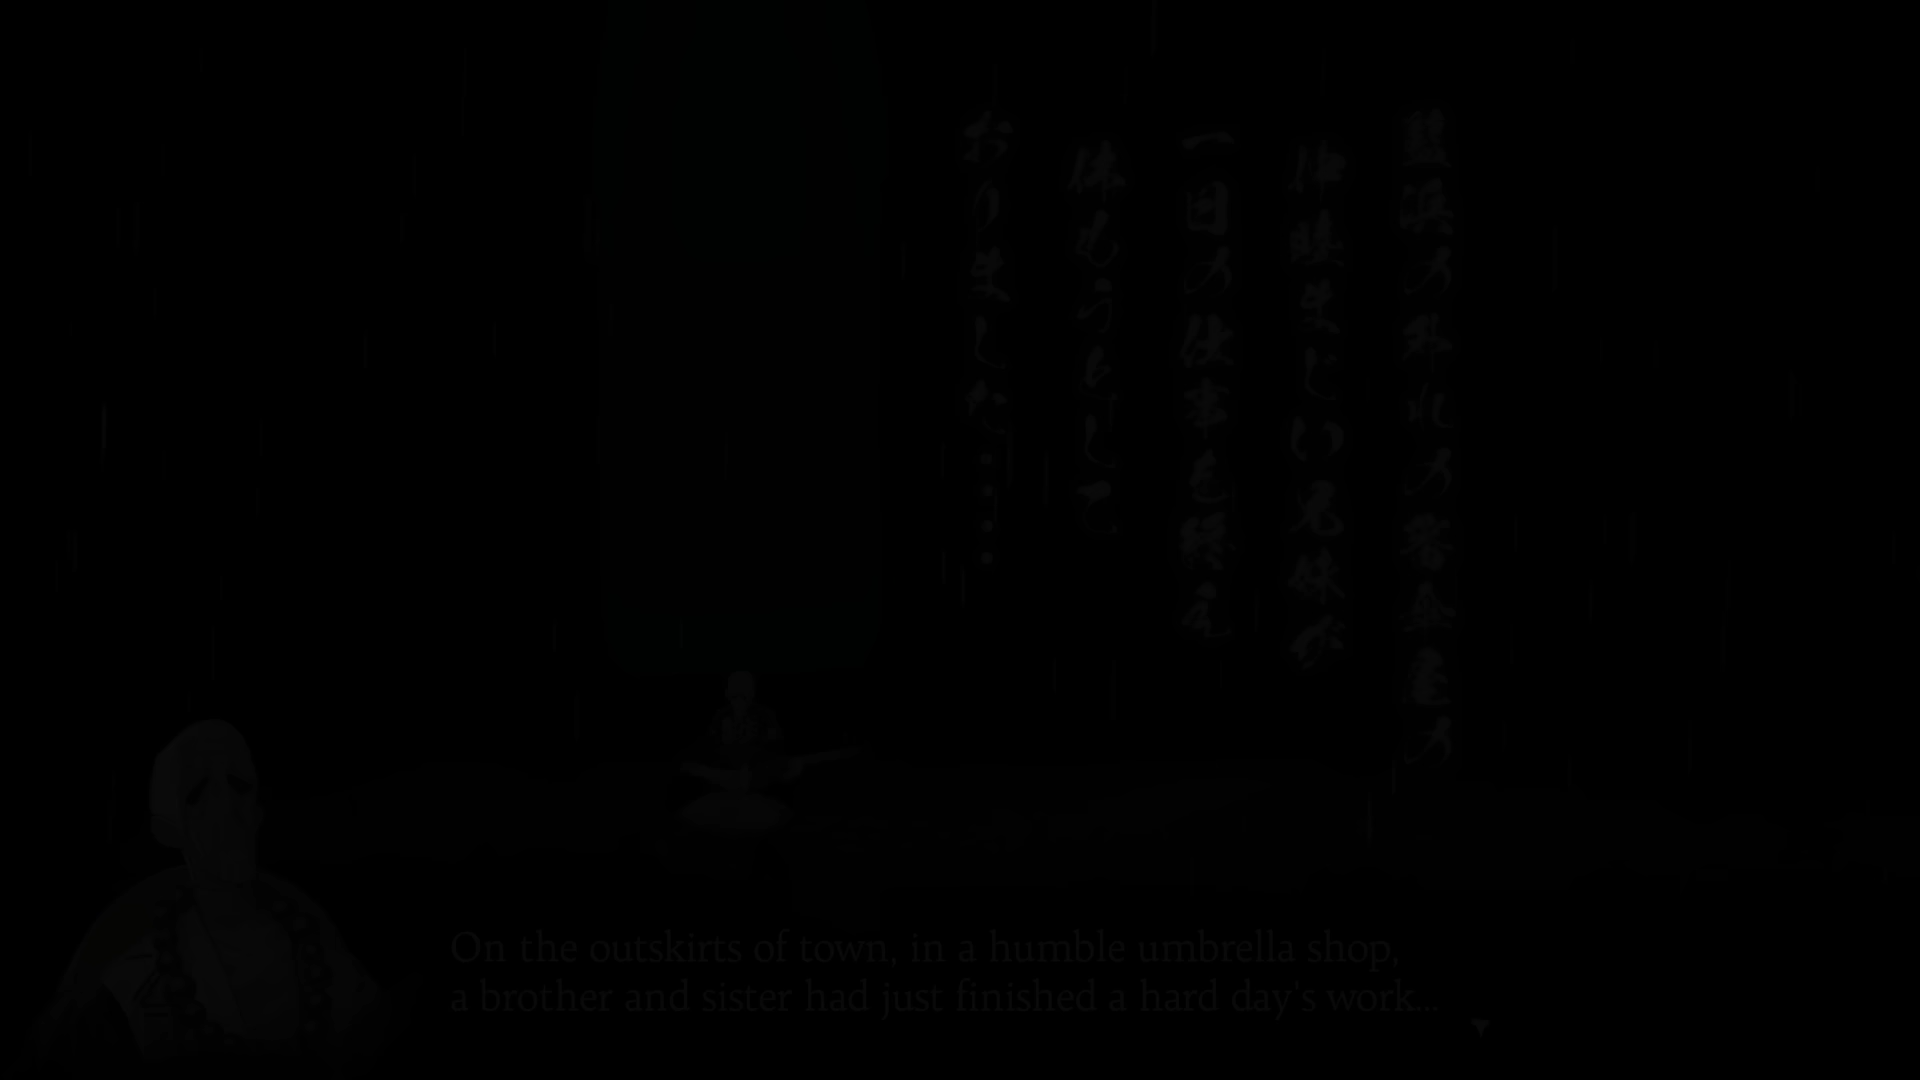 藍浜の外れの番傘屋の
仲睦まじい兄妹が
一日の仕事を終え
休もうとして
おりました‥‥
On the outskirts of town, in a humble umbrella shop,
a brother and sister had just finished a hard day's work...